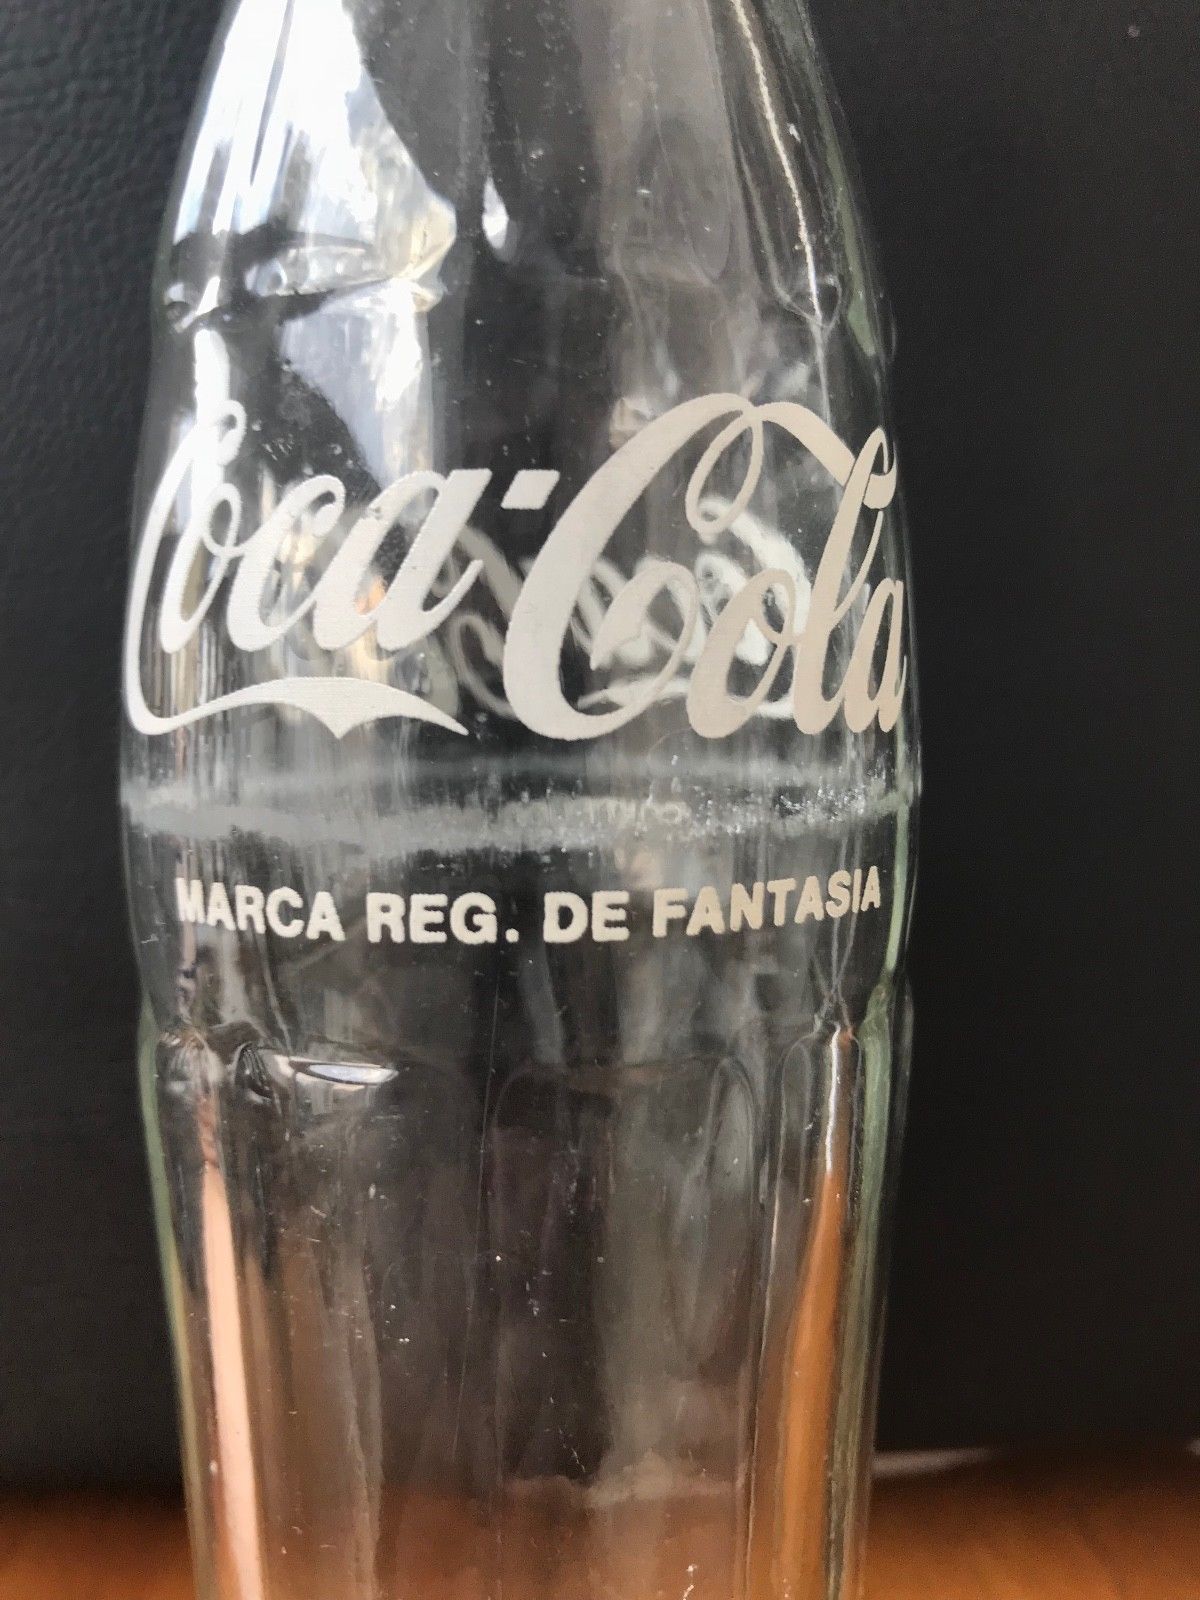 Coca-Cola
MARCA REG. DE FANTASIA